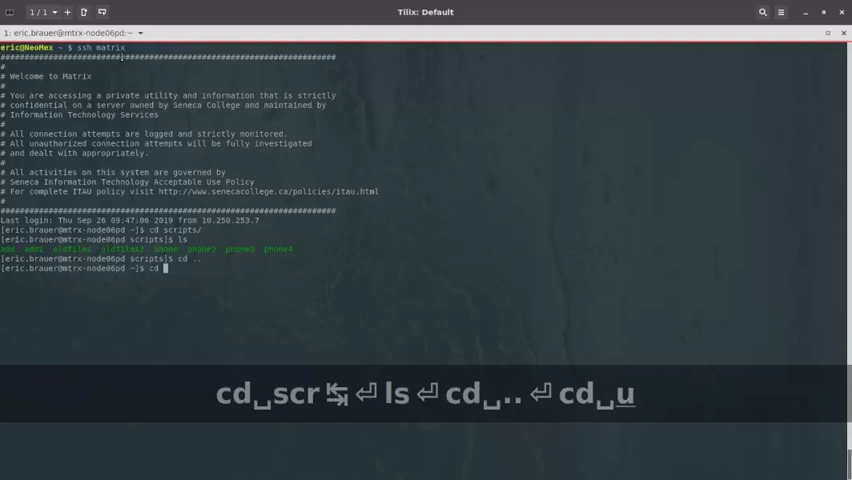 1 / 1
Tilix: Default
1: eric.brauer@mtrx-node06pd:~
eric@NeoMex ~ $ ssh matrix
################################################################
#
# Welcome to Matrix
#
# You are accessing a private utility and information that is strictly
# confidential on a server owned by Seneca College and maintained by
# Information Technology Services
#
# All connection attempts are logged and strictly monitored.
# All unauthorized connection attempts will be fully investigated
# and dealt with appropriately.
#
# All activities on this system are governed by
# Seneca Information Technology Acceptable Use Policy
# For complete ITAU policy visit http://www.senecacollege.ca/policies/itau.html
#
################################################################
Last login: Thu Sep 26 09:47:06 2019 from 10.250.253.7
[eric.brauer@mtrx-node06pd ~]$ cd scripts/
[eric.brauer@mtrx-node06pd scripts]$ ls
add add2 oldfiles oldfiles2 phone phone2 phone3 phone4
[eric.brauer@mtrx-node06pd scripts]$ cd ..
[eric.brauer@mtrx-node06pd ~]$ cd
cd␣scr↹⏎ls⏎cd␣..⏎cd␣u